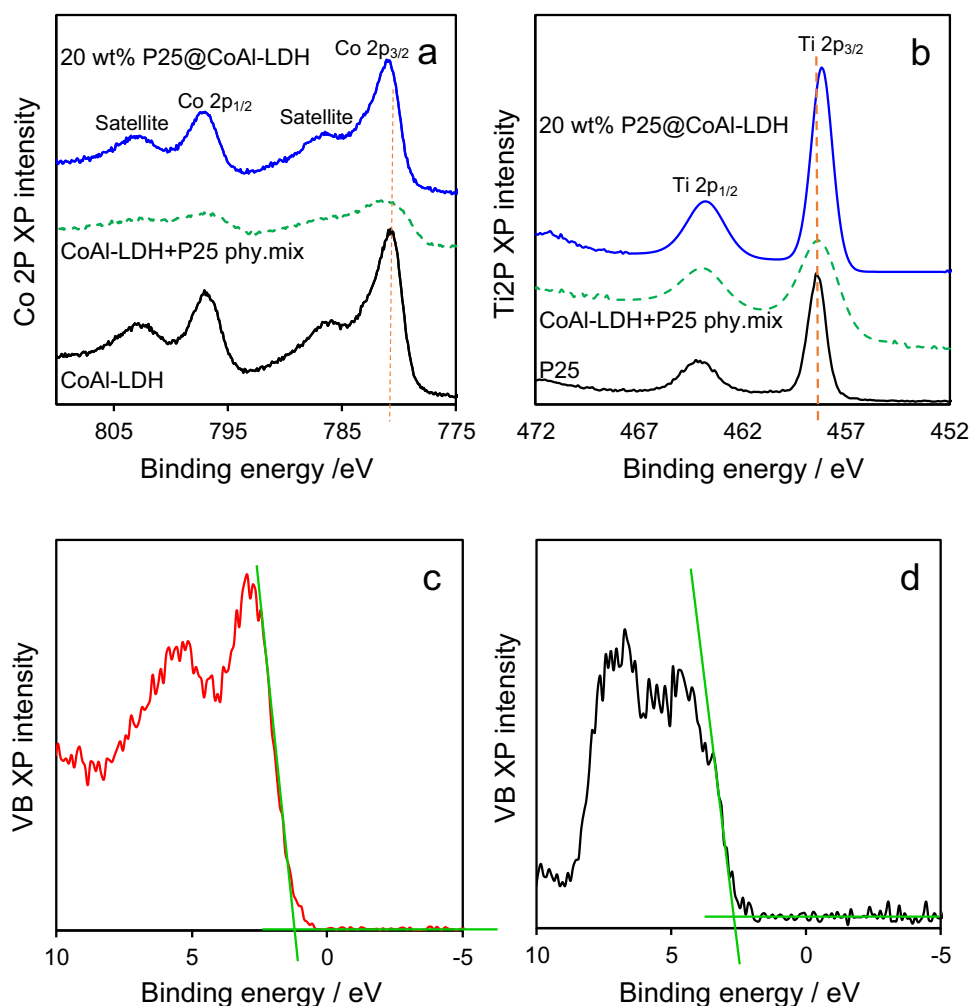 a
Co 2p3/2
20 wt% P25@CoAl-LDH
Co 2p1/2
Satellite
Satellite
CoAl-LDH+P25 phy.mix
CoAl-LDH
Co 2P XP intensity
805 795 785 775
Binding energy /eV
b
Ti 2p3/2
20 wt% P25@CoAl-LDH
Ti 2p1/2
CoAl-LDH+P25 phy.mix
P25
Ti2P XP intensity
472 467 462 457 452
Binding energy / eV
c
VB XP intensity
10 5 0 -5
Binding energy / eV
d
VB XP intensity
10 5 0 -5
Binding energy / eV